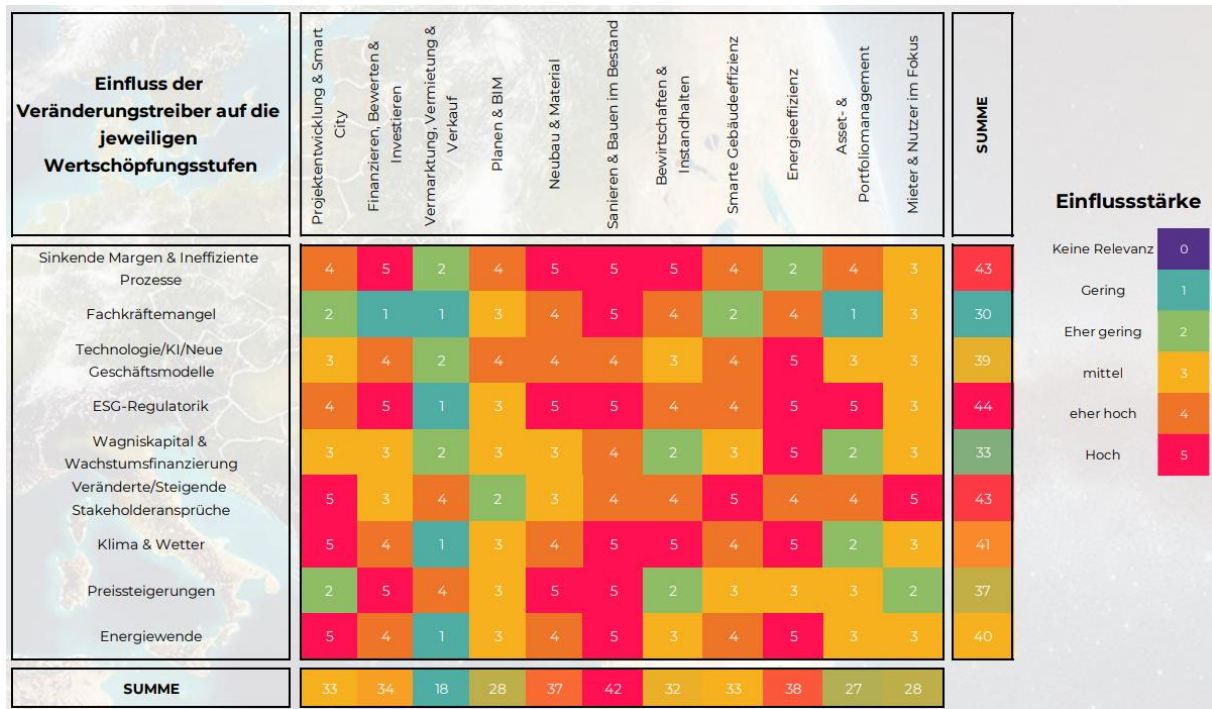 Einfluss der
Veränderungstreiber auf die
jeweiligen
Wertschöpfungsstufen
Projektentwicklung & Smart
City
Finanzieren, Bewerten &
Investieren
Vermarktung, Vermietung &
Verkauf
Planen & BIM
Neubau & Material
Sanieren & Bauen im Bestand
Bewirtschaften &
Instandhalten
Smarte Gebäudeeffizienz
Energieeffizienz
Asset- &
Portfoliomanagement
Mieter & Nutzer im Fokus
SUMME
Sinkende Margen & Ineffiziente
Prozesse
4 5 2 4 5 5 5 4 2 4 3 43
Fachkräftemangel
2 1 1 3 4 5 4 2 4 1 3 30
Technologie/KI/Neue
Geschäftsmodelle
3 4 2 4 4 4 3 4 5 3 3 39
ESG-Regulatorik
4 5 1 3 5 5 4 4 5 5 3 44
Wagniskapital &
Wachstumsfinanzierung
3 3 2 3 3 4 2 3 5 2 3 33
Veränderte/Steigende
Stakeholderansprüche
5 3 4 2 3 4 4 5 4 4 5 43
Klima & Wetter
5 4 1 3 4 5 5 4 5 2 3 41
Preissteigerungen
2 5 4 3 5 5 2 3 3 3 2 37
Energiewende
5 4 1 3 4 5 3 4 5 3 3 40
SUMME
33 34 18 28 37 42 32 33 38 27 28
Einflussstärke
Keine Relevanz 0
Gering 1
Eher gering 2
mittel 3
eher hoch 4
Hoch 5